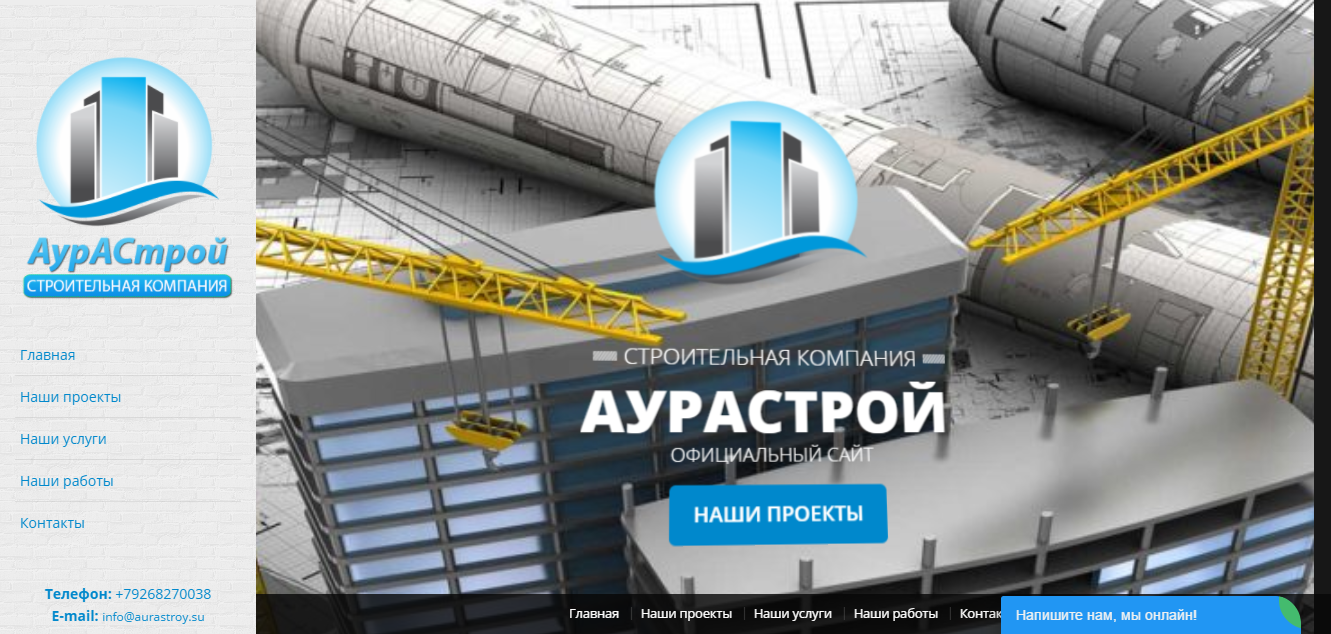 АурАСтрой
СТРОИТЕЛЬНАЯ КОМПАНИЯ
Главная
Наши проекты
Наши услуги
Наши работы
Контакты
Телефон: +79268270038
E-mail: info@aurastroy.su
СТРОИТЕЛЬНАЯ КОМПАНИЯ
АУРАСТРОЙ
ОФИЦИАЛЬНЫЙ САЙТ
НАШИ ПРОЕКТЫ
Главная Наши проекты Наши услуги Наши работы Контак
Напишите нам, мы онлайн!